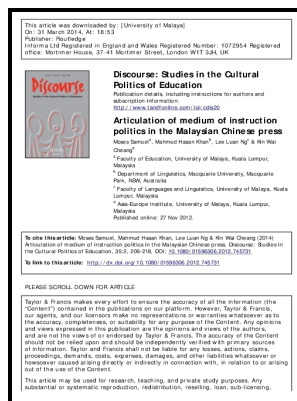 This article was downloaded by: [University of Malaya]
On: 31 March 2014, At: 18:53
Publisher: Routledge
Informa Ltd Registered in England and Wales Registered Number: 1072954 Registered
office: Mortimer House, 37-41 Mortimer Street, London W1T 3JH, UK
Discourse
Discourse: Studies in the Cultural
Politics of Education
Publication details, including instructions for authors and
subscription information:
http://www.tandfonline.com/loi/cdis20
Articulation of medium of instruction
politics in the Malaysian Chinese press
Moses Samuel^a, Mahmud Hasan Khan^b, Lee Luan Ng^c & Kin Wai
Cheang^d
^a Faculty of Education, University of Malaya, Kuala Lumpur,
Malaysia
^b Department of Linguistics, Macquarie University, Macquarie
Park, NSW, Australia
^c Faculty of Languages and Linguistics, University of Malaya, Kuala
Lumpur, Malaysia
^d Asia-Europe Institute, University of Malaya, Kuala Lumpur,
Malaysia
Published online: 27 Nov 2012.
To cite this article: Moses Samuel, Mahmud Hasan Khan, Lee Luan Ng & Kin Wai Cheang (2014)
Articulation of medium of instruction politics in the Malaysian Chinese press, Discourse: Studies in
the Cultural Politics of Education, 35:2, 206-218, DOI: 10.1080/01596306.2012.745731
To link to this article: http://dx.doi.org/10.1080/01596306.2012.745731
PLEASE SCROLL DOWN FOR ARTICLE
Taylor & Francis makes every effort to ensure the accuracy of all the information (the
"Content") contained in the publications on our platform. However, Taylor & Francis,
our agents, and our licensors make no representations or warranties whatsoever as to
the accuracy, completeness, or suitability for any purpose of the Content. Any opinions
and views expressed in this publication are the opinions and views of the authors,
and are not the views of or endorsed by Taylor & Francis. The accuracy of the Content
should not be relied upon and should be independently verified with primary sources
of information. Taylor and Francis shall not be liable for any losses, actions, claims,
proceedings, demands, costs, expenses, damages, and other liabilities whatsoever or
howsoever caused arising directly or indirectly in connection with, in relation to or arising
out of the use of the Content.
This article may be used for research, teaching, and private study purposes. Any
substantial or systematic reproduction, redistribution, reselling, loan, sub-licensing,